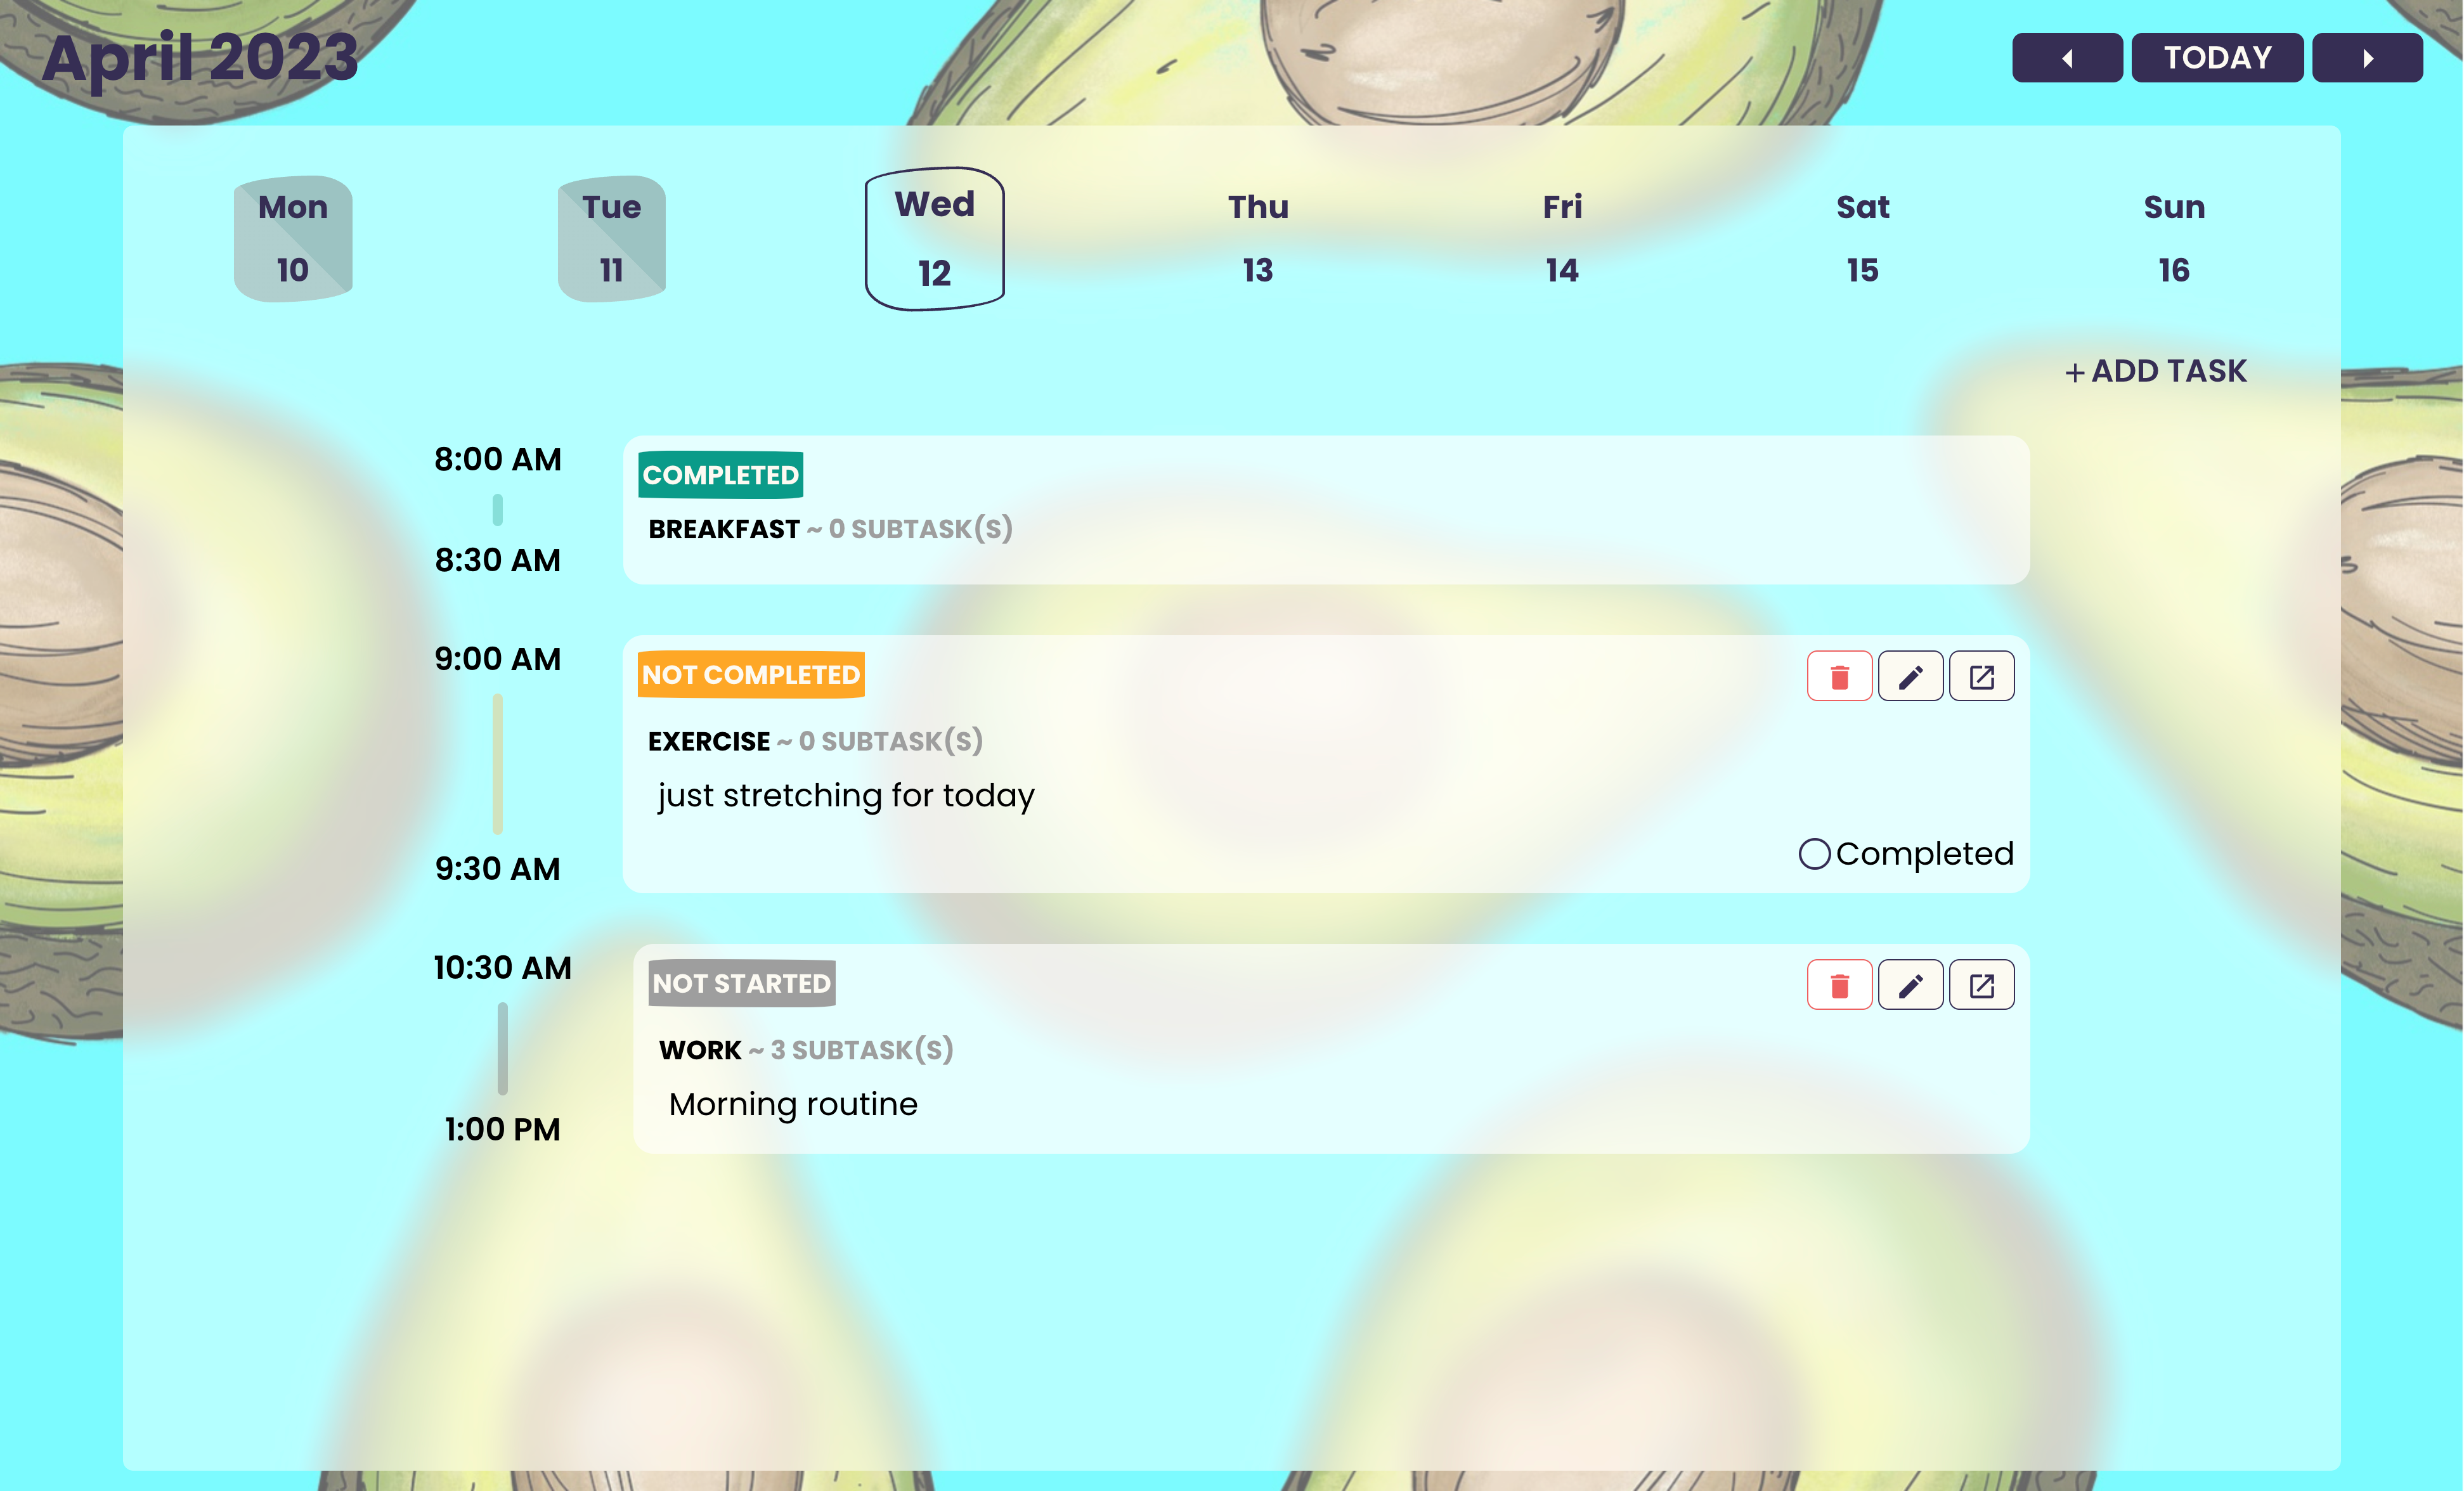 April 2023
TODAY
Mon Tue Wed Thu Fri Sat Sun
10 11 12 13 14 15 16
+ ADD TASK
8:00 AM
COMPLETED
BREAKFAST ~ 0 SUBTASK(S)
8:30 AM
9:00 AM
NOT COMPLETED
EXERCISE ~ 0 SUBTASK(S)
just stretching for today
Completed
9:30 AM
10:30 AM
NOT STARTED
WORK ~ 3 SUBTASK(S)
Morning routine
1:00 PM